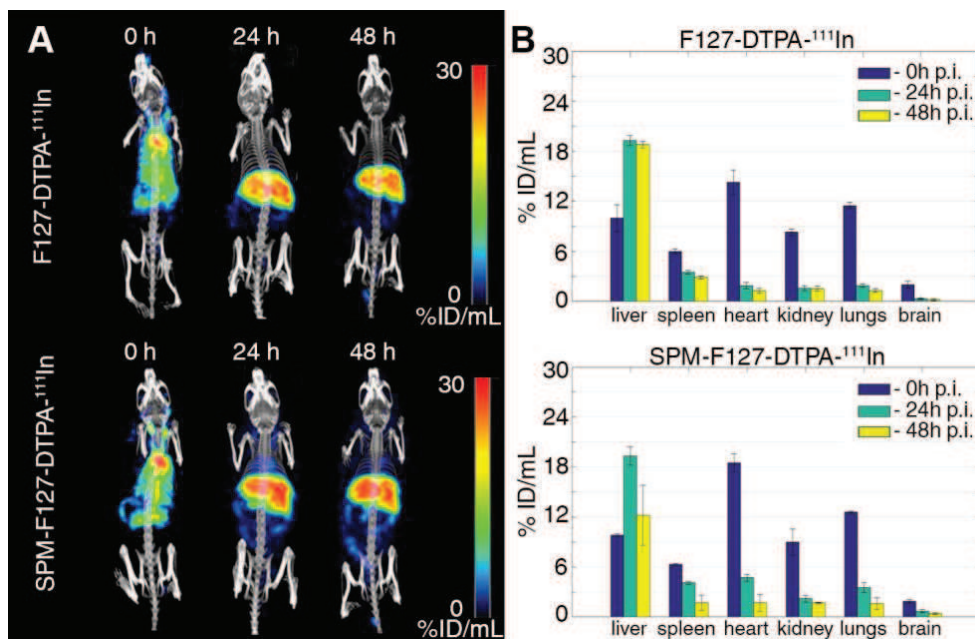 A
0 h 24 h 48 h
F127-DTPA-¹¹¹In
30
0
%ID/mL
0 h 24 h 48 h
SPM-F127-DTPA-¹¹¹In
30
0
%ID/mL
B
F127-DTPA-¹¹¹In
% ID/mL
30
24
18
12
6
0
- 0h p.i.
- 24h p.i.
- 48h p.i.
liver spleen heart kidney lungs brain
SPM-F127-DTPA-¹¹¹In
% ID/mL
30
24
18
12
6
0
- 0h p.i.
- 24h p.i.
- 48h p.i.
liver spleen heart kidney lungs brain